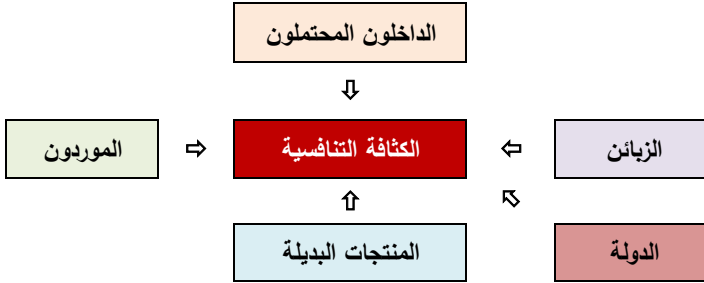 الداخلون المحتملون
الزبائن
الكثافة التنافسية
الموردون
الدولة
المنتجات البديلة